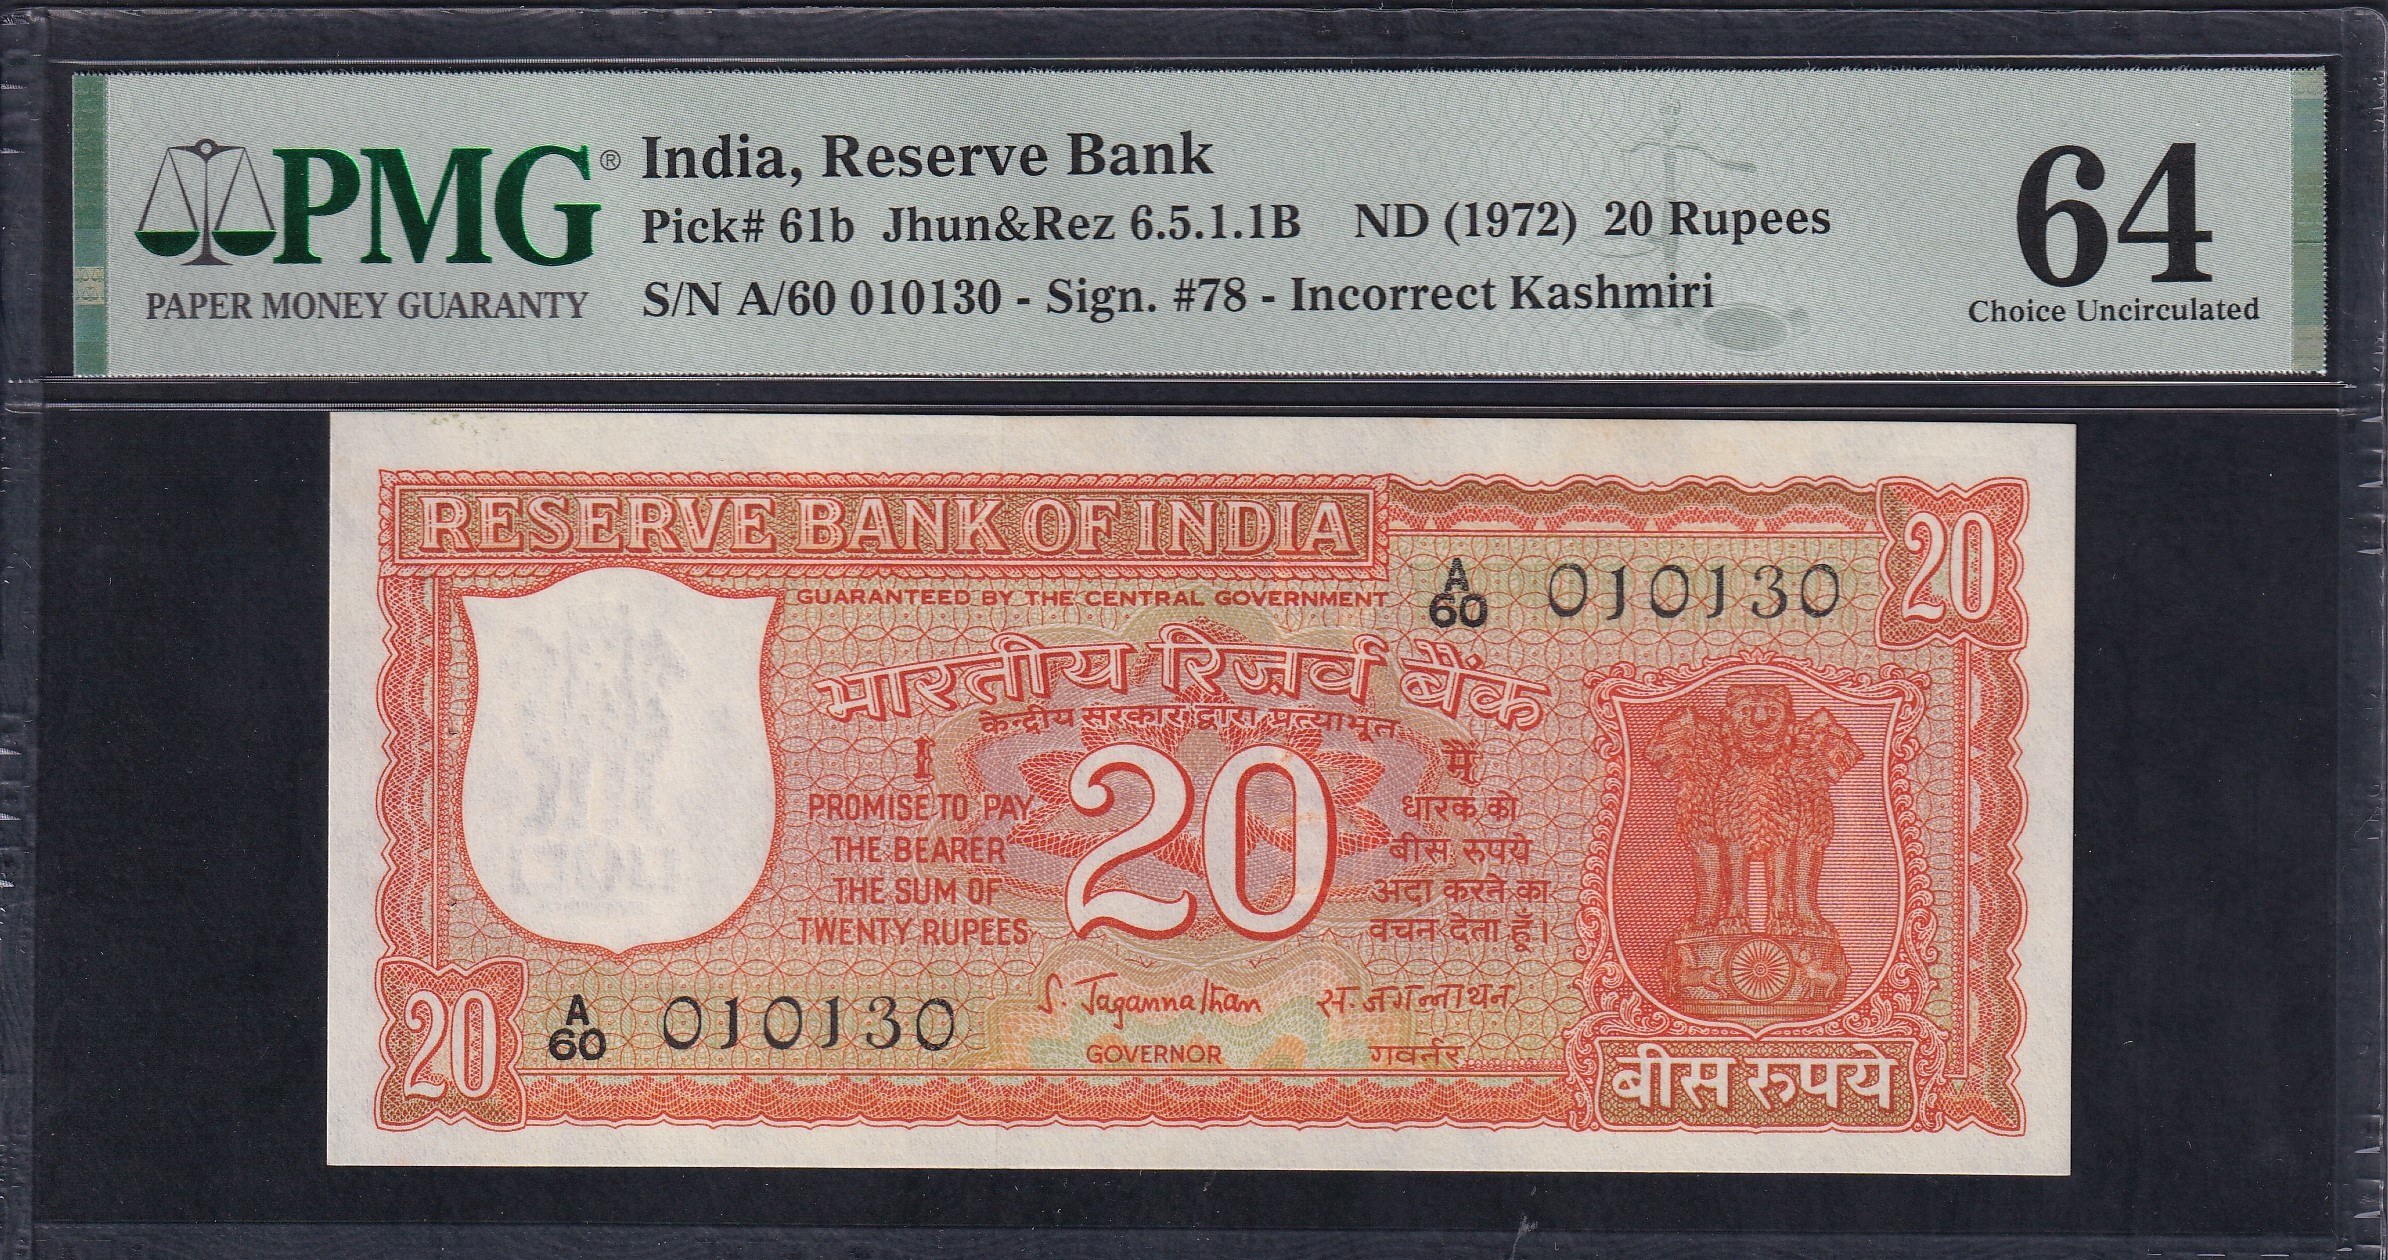 PMG®
PAPER MONEY GUARANTY
India, Reserve Bank
Pick# 61b Jhun&Rez 6.5.1.1B ND (1972) 20 Rupees
S/N A/60 010130 - Sign. #78 - Incorrect Kashmiri
64
Choice Uncirculated
RESERVE BANK OF INDIA
20
GUARANTEED BY THE CENTRAL GOVERNMENT
A/60 010130
भारतीय रिज़र्व बैंक
केन्द्रीय सरकार द्वारा प्रत्याभूत
I
PROMISE TO PAY
THE BEARER
THE SUM OF
TWENTY RUPEES
20
मैं
धारक को
बीस रुपये
अदा करने का
वचन देता हूँ।
S. Jagannathan
स. जगन्नाथन
GOVERNOR
गवर्नर
20
A/60 010130
बीस रुपये